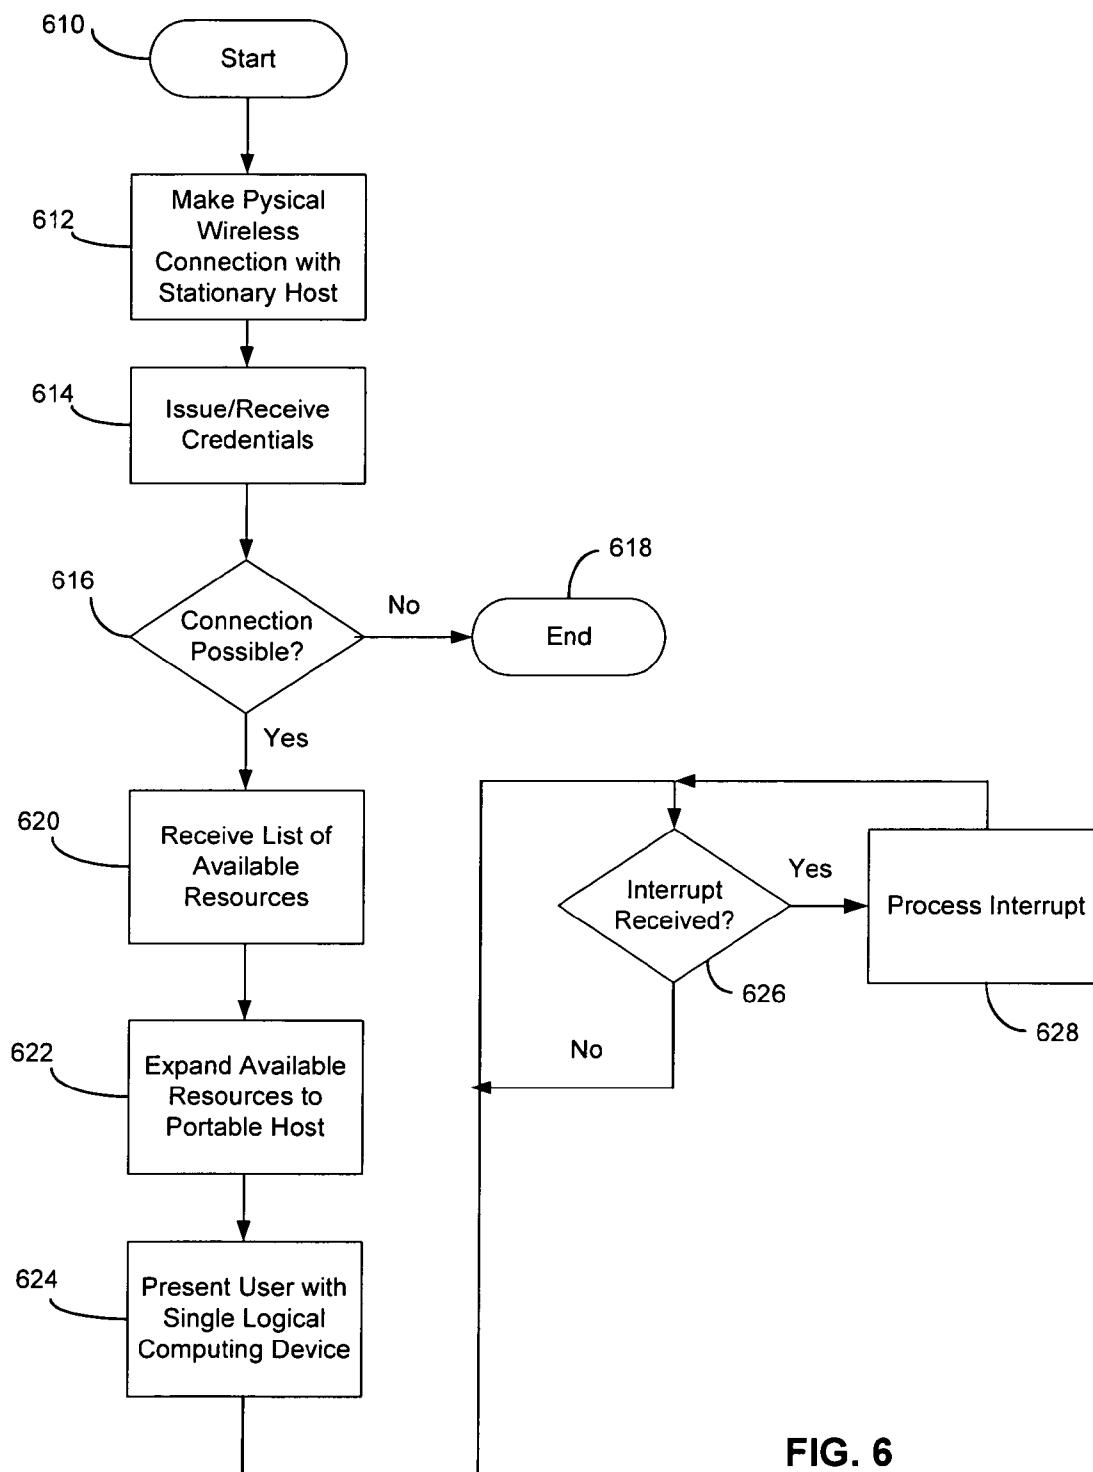 610
Start
612
Make Pysical
Wireless
Connection with
Stationary Host
614
Issue/Receive
Credentials
616
Connection
Possible?
No
618
End
Yes
620
Receive List of
Available
Resources
622
Expand Available
Resources to
Portable Host
624
Present User with
Single Logical
Computing Device
Interrupt
Received?
626
Yes
Process Interrupt
628
No
FIG. 6